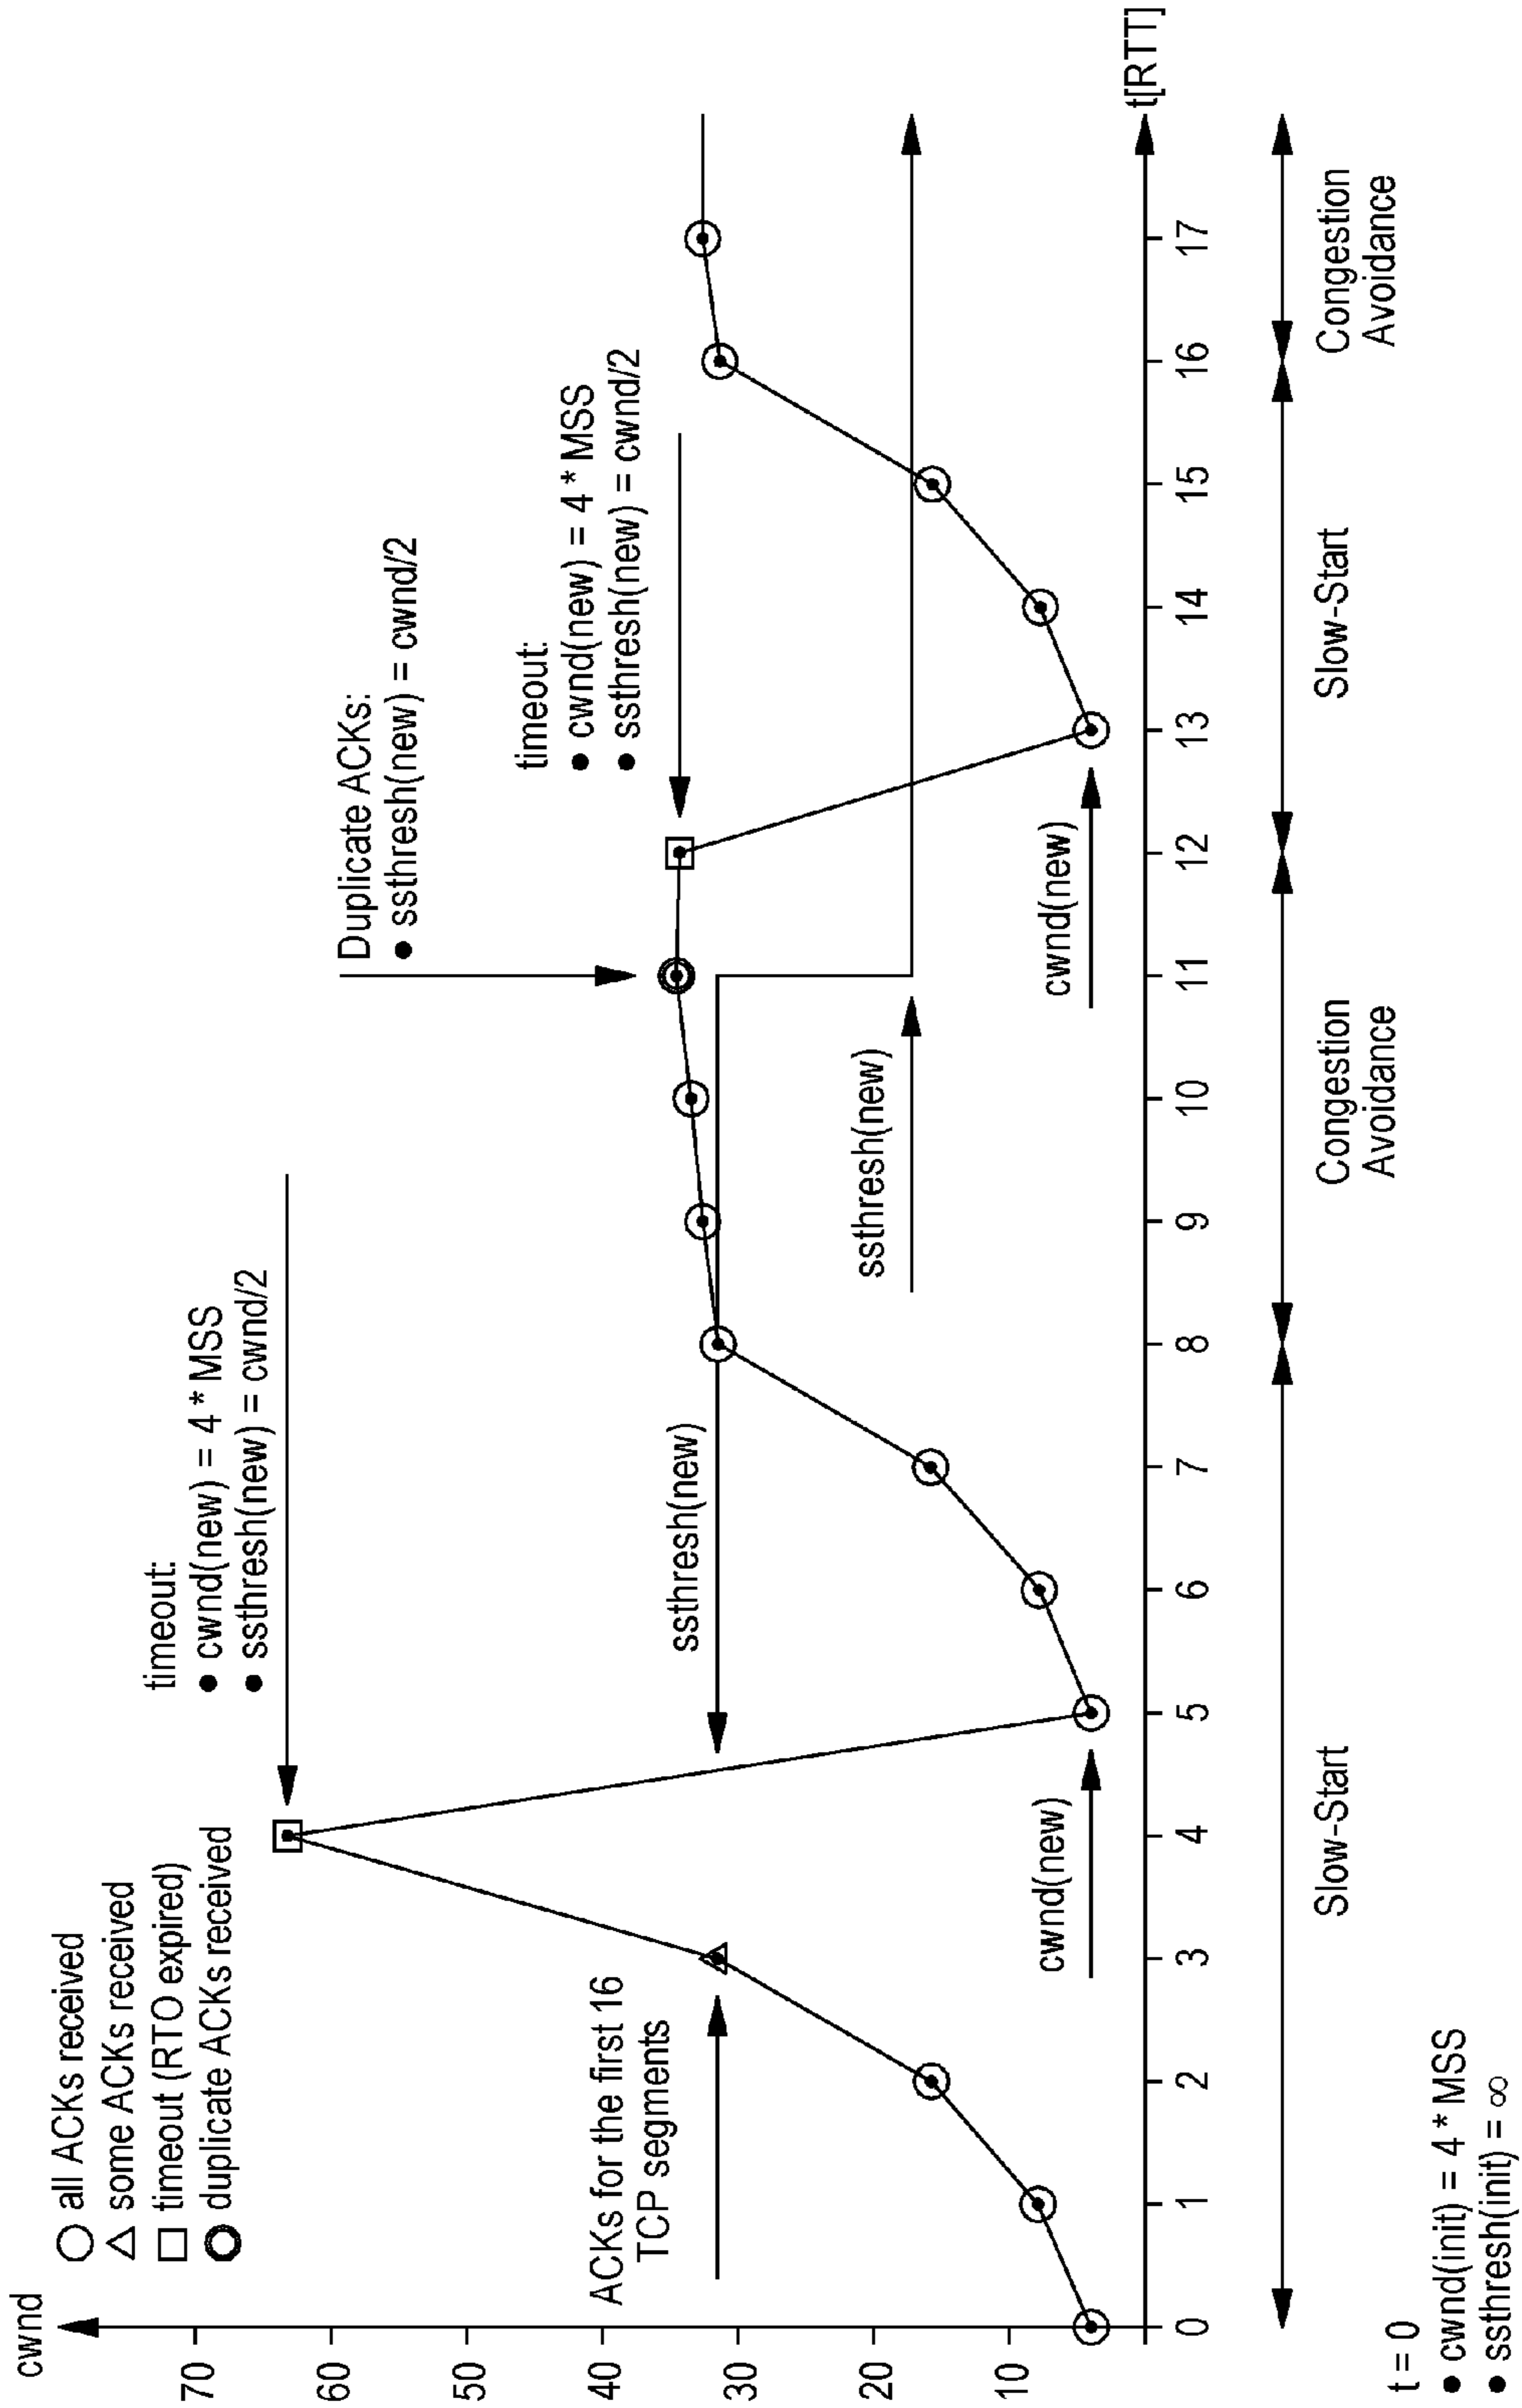 cwnd
all ACKs received
some ACKs received
timeout (RTO expired)
duplicate ACKs received
timeout:
• cwnd(new) = 4 * MSS
• ssthresh(new) = cwnd/2
Duplicate ACKs:
• ssthresh(new) = cwnd/2
timeout:
• cwnd(new) = 4 * MSS
• ssthresh(new) = cwnd/2
ACKs for the first 16
TCP segments
ssthresh(new)
ssthresh(new)
cwnd(new)
cwnd(new)
70
60
50
40
30
20
10
0 1 2 3 4 5 6 7 8 9 10 11 12 13 14 15 16 17
t[RTT]
Slow-Start
Congestion
Avoidance
Slow-Start
Congestion
Avoidance
t = 0
• cwnd(init) = 4 * MSS
• ssthresh(init) = ∞